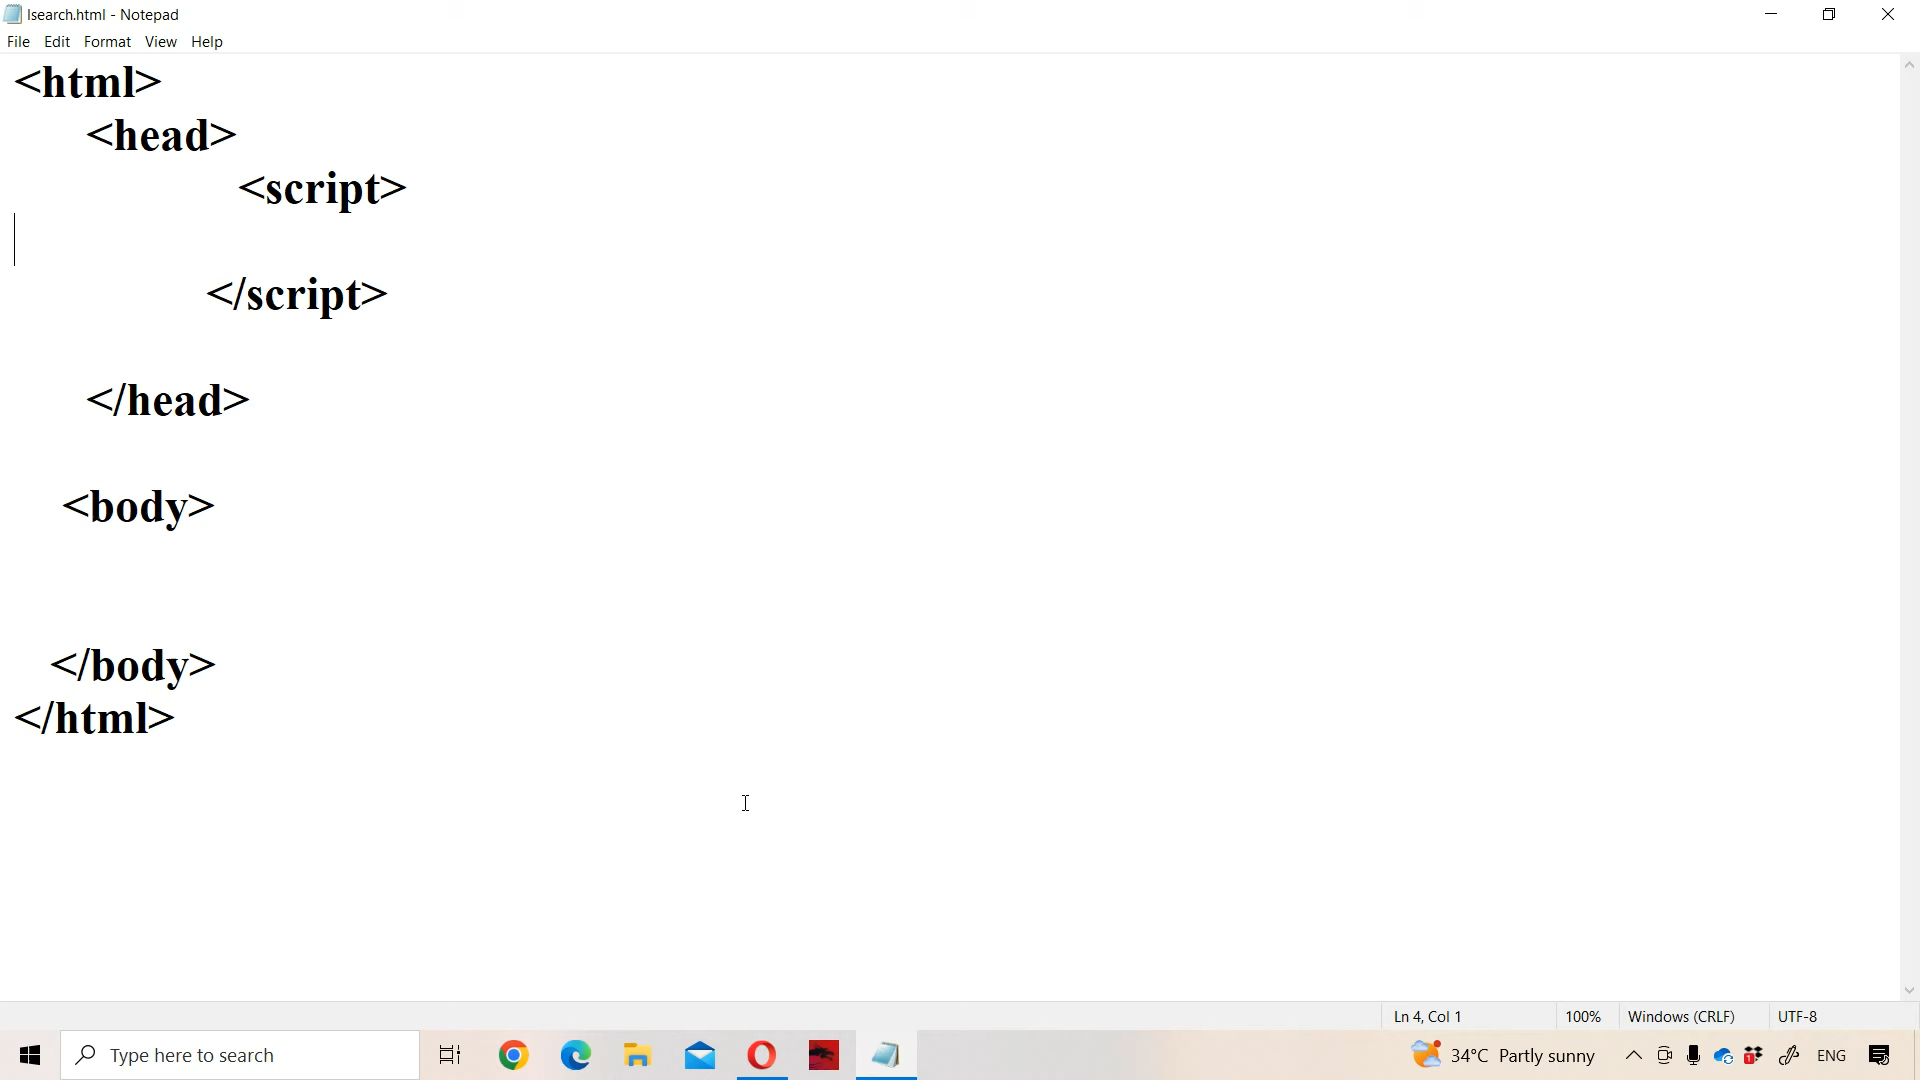 lsearch.html - Notepad
File Edit Format View Help
<html>
<head>
<script>
</script>
</head>
<body>
</body>
</html>
Ln 4, Col 1 100% Windows (CRLF) UTF-8
Type here to search 34°C Partly sunny 1 ENG